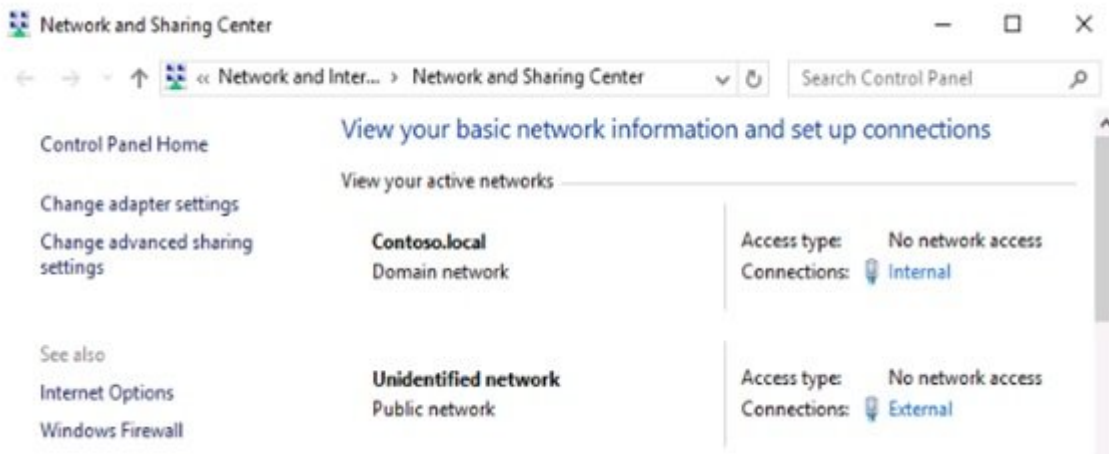 Network and Sharing Center
« Network and Inter... › Network and Sharing Center
Search Control Panel
Control Panel Home
Change adapter settings
Change advanced sharing
settings
See also
Internet Options
Windows Firewall
View your basic network information and set up connections
View your active networks
Contoso.local
Domain network
Access type: No network access
Connections: Internal
Unidentified network
Public network
Access type: No network access
Connections: External